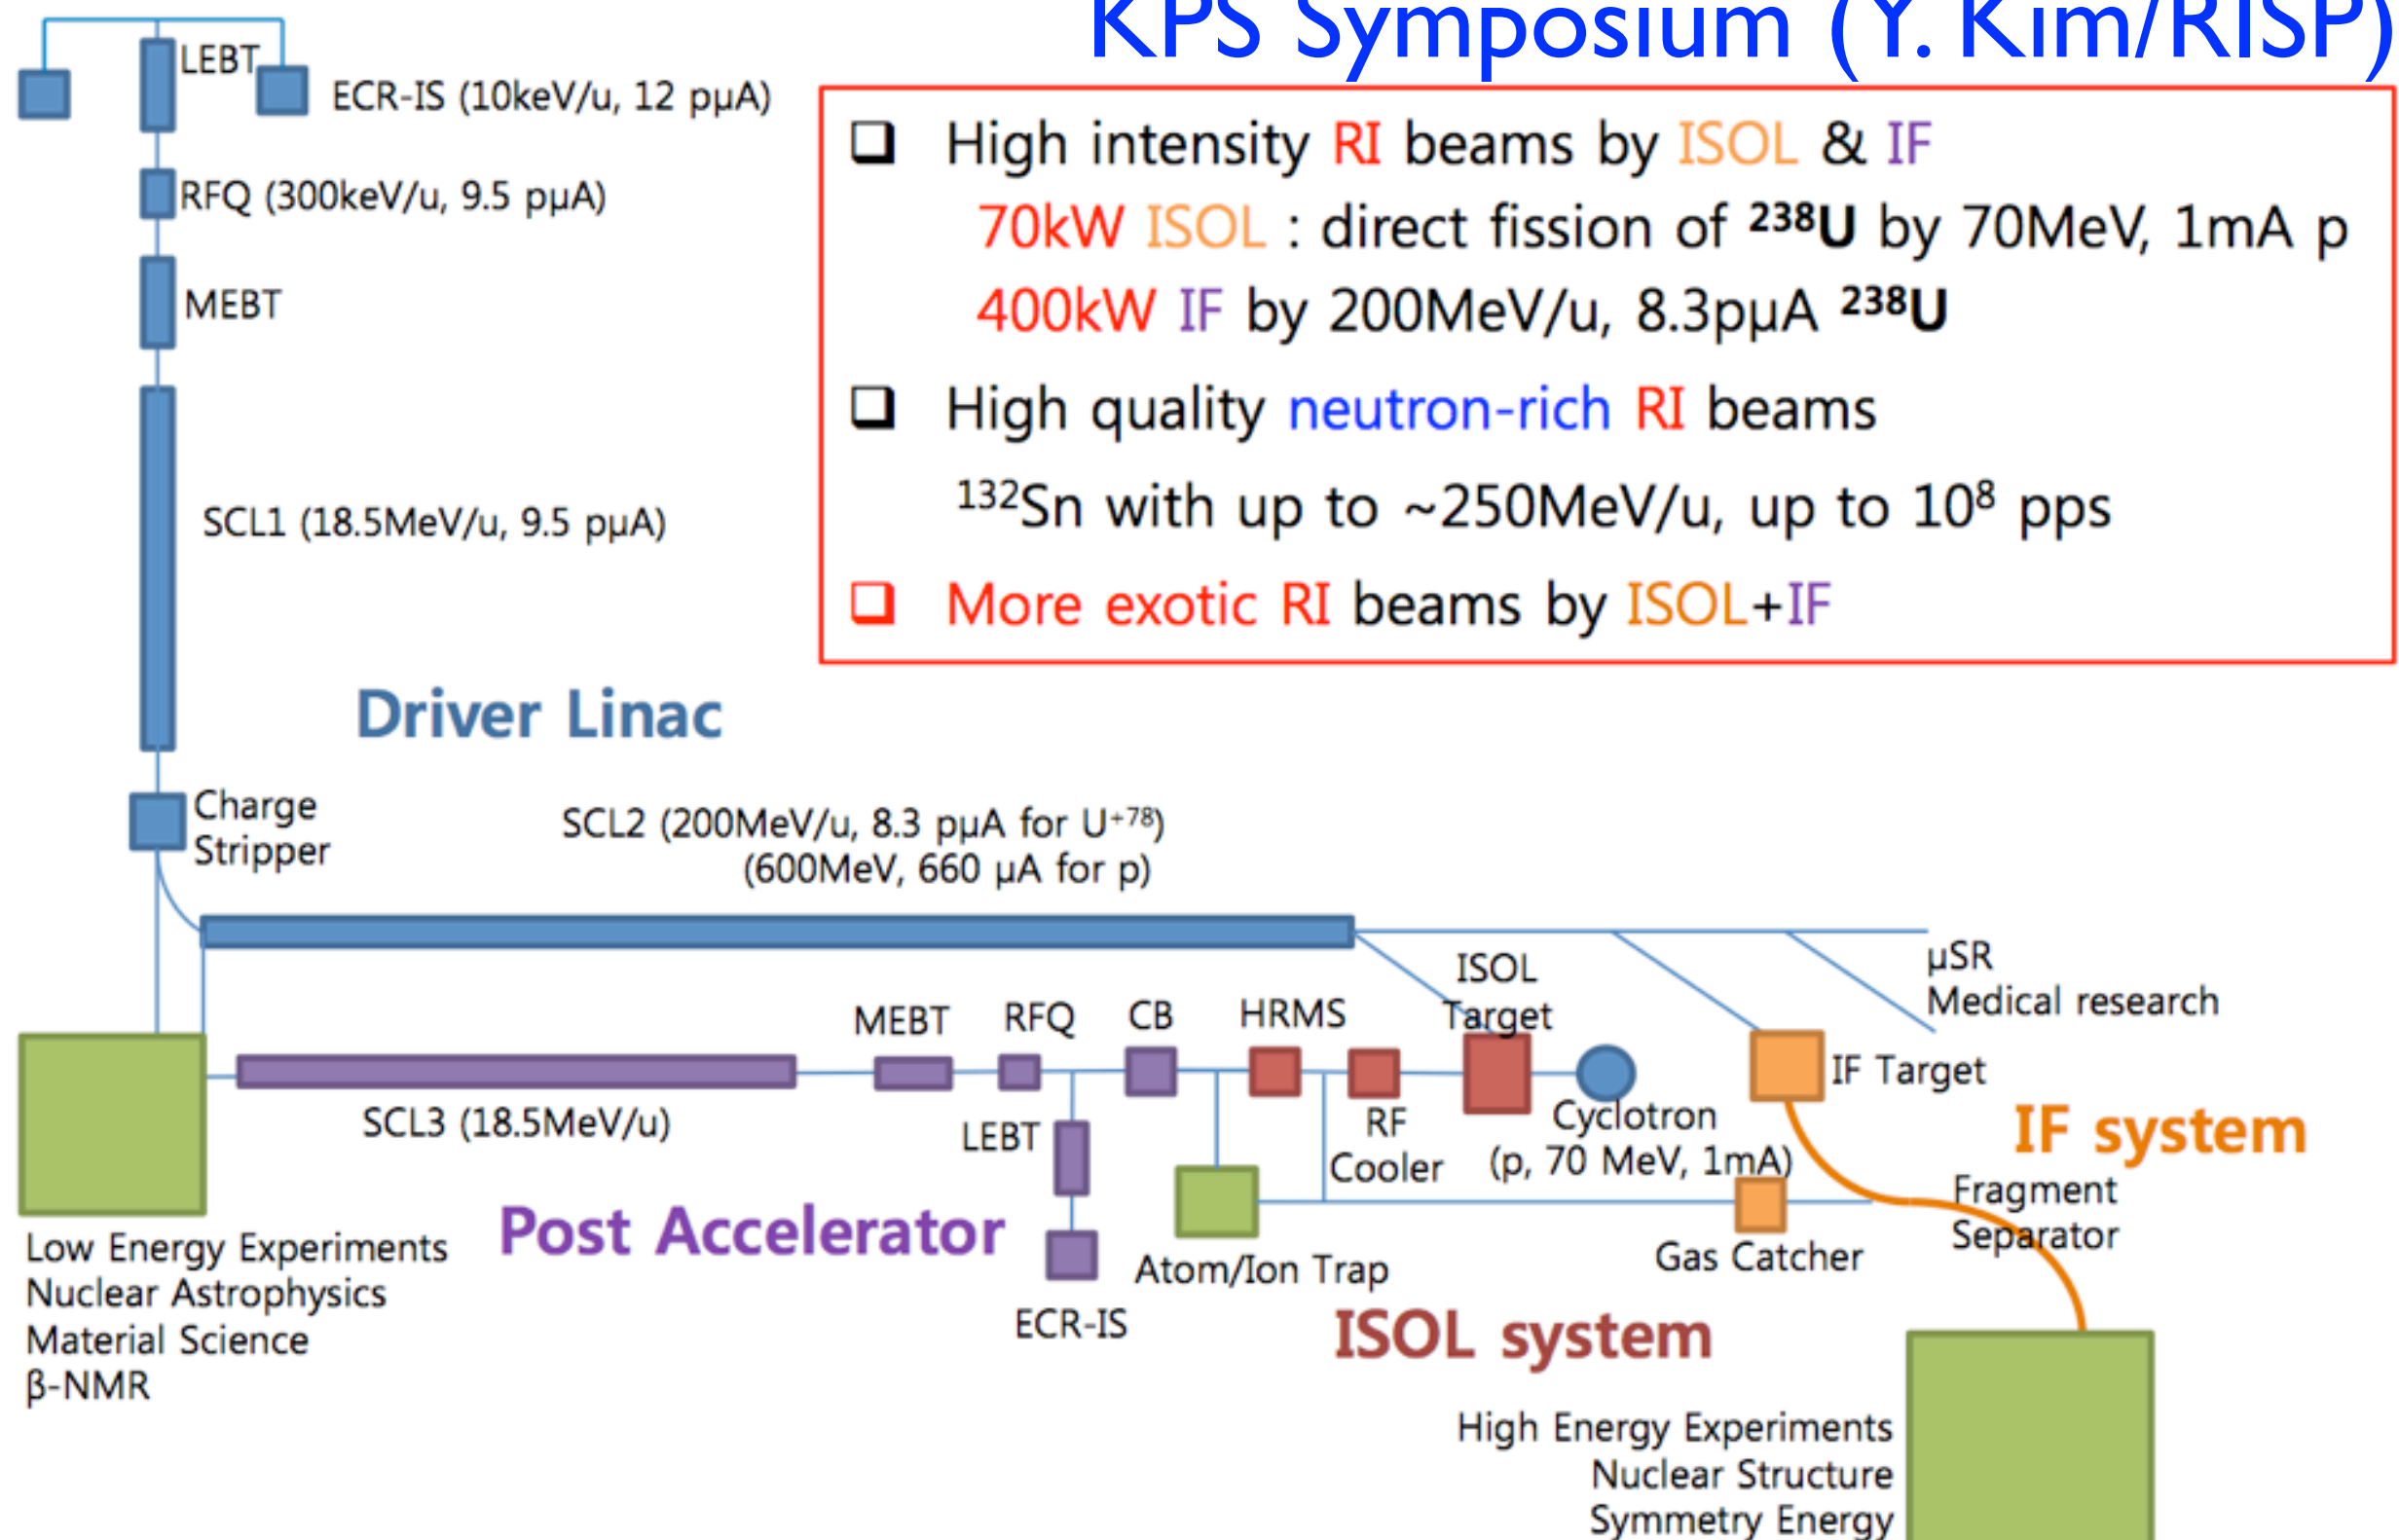 KPS Symposium (Y. Kim/RISP)
LEBT
ECR-IS (10keV/u, 12 pμA)
RFQ (300keV/u, 9.5 pμA)
MEBT
SCL1 (18.5MeV/u, 9.5 pμA)
❑ High intensity RI beams by ISOL & IF
70kW ISOL : direct fission of ²³⁸U by 70MeV, 1mA p
400kW IF by 200MeV/u, 8.3pμA ²³⁸U
❑ High quality neutron-rich RI beams
¹³²Sn with up to ~250MeV/u, up to 10⁸ pps
❑ More exotic RI beams by ISOL+IF
Driver Linac
Charge
Stripper
SCL2 (200MeV/u, 8.3 pμA for U⁺⁷⁸)
(600MeV, 660 μA for p)
μSR
Medical research
ISOL
Target
MEBT
RFQ
CB
HRMS
IF Target
SCL3 (18.5MeV/u)
LEBT
RF
Cooler
Cyclotron
(p, 70 MeV, 1mA)
IF system
Fragment
Separator
Post Accelerator
Gas Catcher
Atom/Ion Trap
ECR-IS
ISOL system
Low Energy Experiments
Nuclear Astrophysics
Material Science
β-NMR
High Energy Experiments
Nuclear Structure
Symmetry Energy